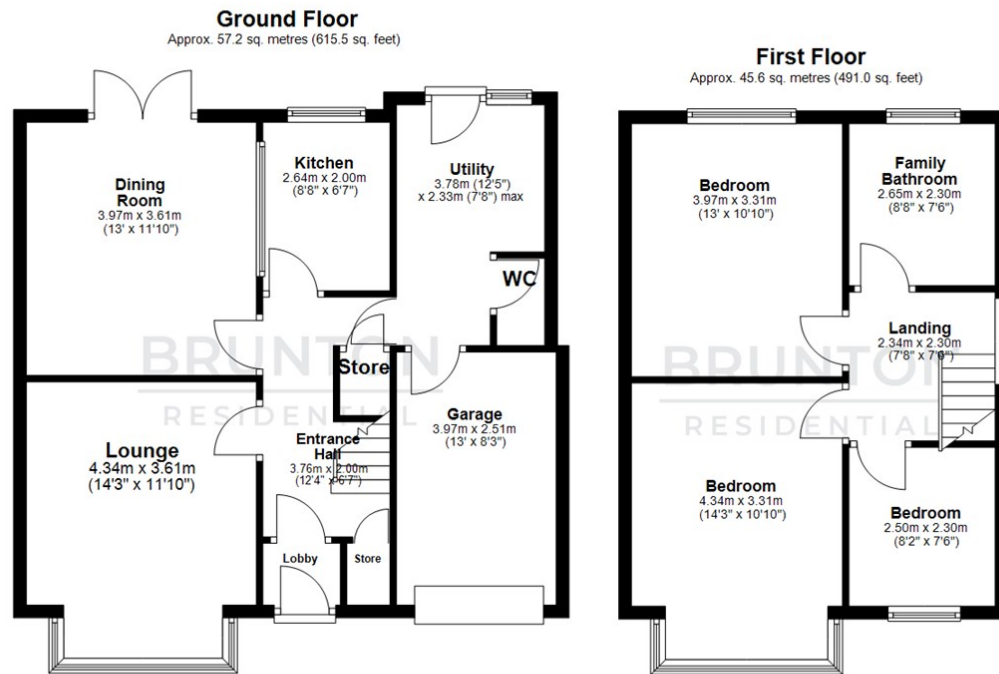 Ground Floor
Approx. 57.2 sq. metres (615.5 sq. feet)
Dining
Room
3.97m x 3.61m
(13' x 11'10")
Kitchen
2.64m x 2.00m
(8'8" x 6'7")
Utility
3.78m (12'5")
x 2.33m (7'8") max
WC
Store
Lounge
4.34m x 3.61m
(14'3" x 11'10")
Entrance
Hall
3.76m x 2.00m
(12'4" x 6'7")
Garage
3.97m x 2.51m
(13' x 8'3")
Lobby
Store
BRUNTON
RESIDENTIAL
First Floor
Approx. 45.6 sq. metres (491.0 sq. feet)
Bedroom
3.97m x 3.31m
(13' x 10'10")
Family
Bathroom
2.65m x 2.30m
(8'8" x 7'6")
Landing
2.34m x 2.30m
(7'8" x 7'6")
Bedroom
4.34m x 3.31m
(14'3" x 10'10")
Bedroom
2.50m x 2.30m
(8'2" x 7'6")
BRUNTON
RESIDENTIAL